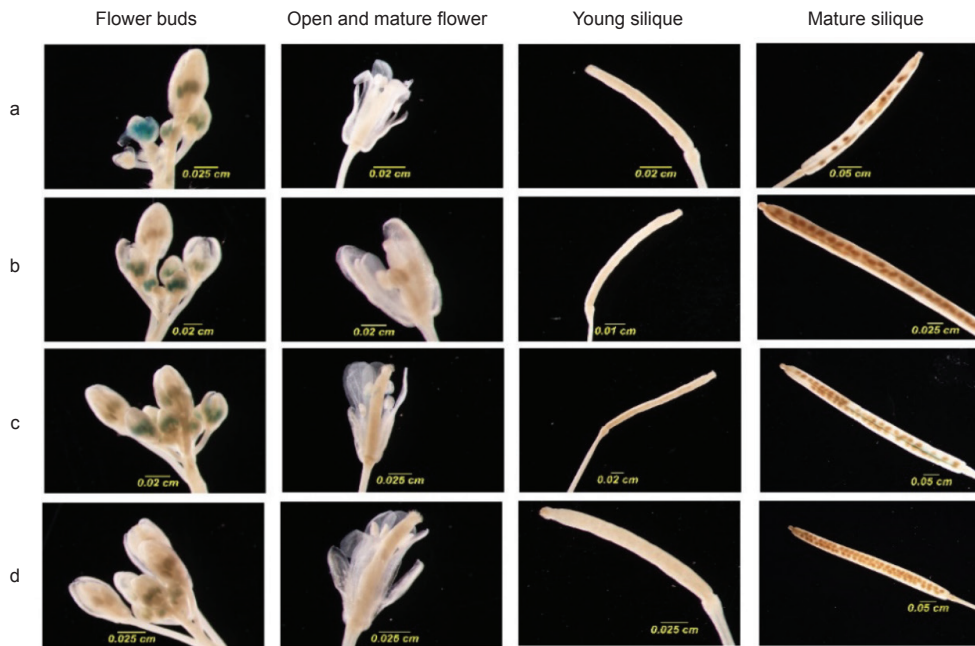 Flower buds
Open and mature flower
Young silique
Mature silique
a
0.025 cm
0.02 cm
0.02 cm
0.05 cm
b
0.02 cm
0.02 cm
0.01 cm
0.025 cm
c
0.02 cm
0.025 cm
0.02 cm
0.05 cm
d
0.025 cm
0.025 cm
0.025 cm
0.05 cm